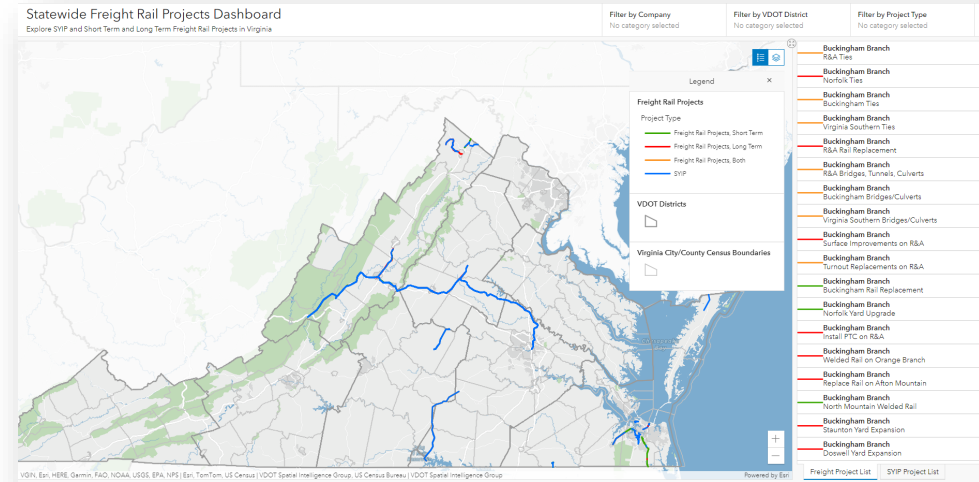 Statewide Freight Rail Projects Dashboard
Explore SYIP and Short Term and Long Term Freight Rail Projects in Virginia
Filter by Company
No category selected
Filter by VDOT District
No category selected
Filter by Project Type
No category selected
Legend
Freight Rail Projects
Project Type
Freight Rail Projects, Short Term
Freight Rail Projects, Long Term
Freight Rail Projects, Both
SYIP
VDOT Districts
Virginia City/County Census Boundaries
Buckingham Branch
R&A Ties
Buckingham Branch
Norfolk Ties
Buckingham Branch
Buckingham Ties
Buckingham Branch
Virginia Southern Ties
Buckingham Branch
R&A Rail Replacement
Buckingham Branch
R&A Bridges, Tunnels, Culverts
Buckingham Branch
Buckingham Bridges/Culverts
Buckingham Branch
Virginia Southern Bridges/Culverts
Buckingham Branch
Surface Improvements on R&A
Buckingham Branch
Turnout Replacements on R&A
Buckingham Branch
Buckingham Rail Replacement
Buckingham Branch
Norfolk Yard Upgrade
Buckingham Branch
Install PTC on R&A
Buckingham Branch
Welded Rail on Orange Branch
Buckingham Branch
Replace Rail on Afton Mountain
Buckingham Branch
North Mountain Welded Rail
Buckingham Branch
Staunton Yard Expansion
Buckingham Branch
Doswell Yard Expansion
VGIN, Esri, HERE, Garmin, FAO, NOAA, USGS, EPA, NPS | Esri, TomTom, US Census | VDOT Spatial Intelligence Group, US Census Bureau | VDOT Spatial Intelligence Group
Powered by Esri
Freight Project List
SYIP Project List